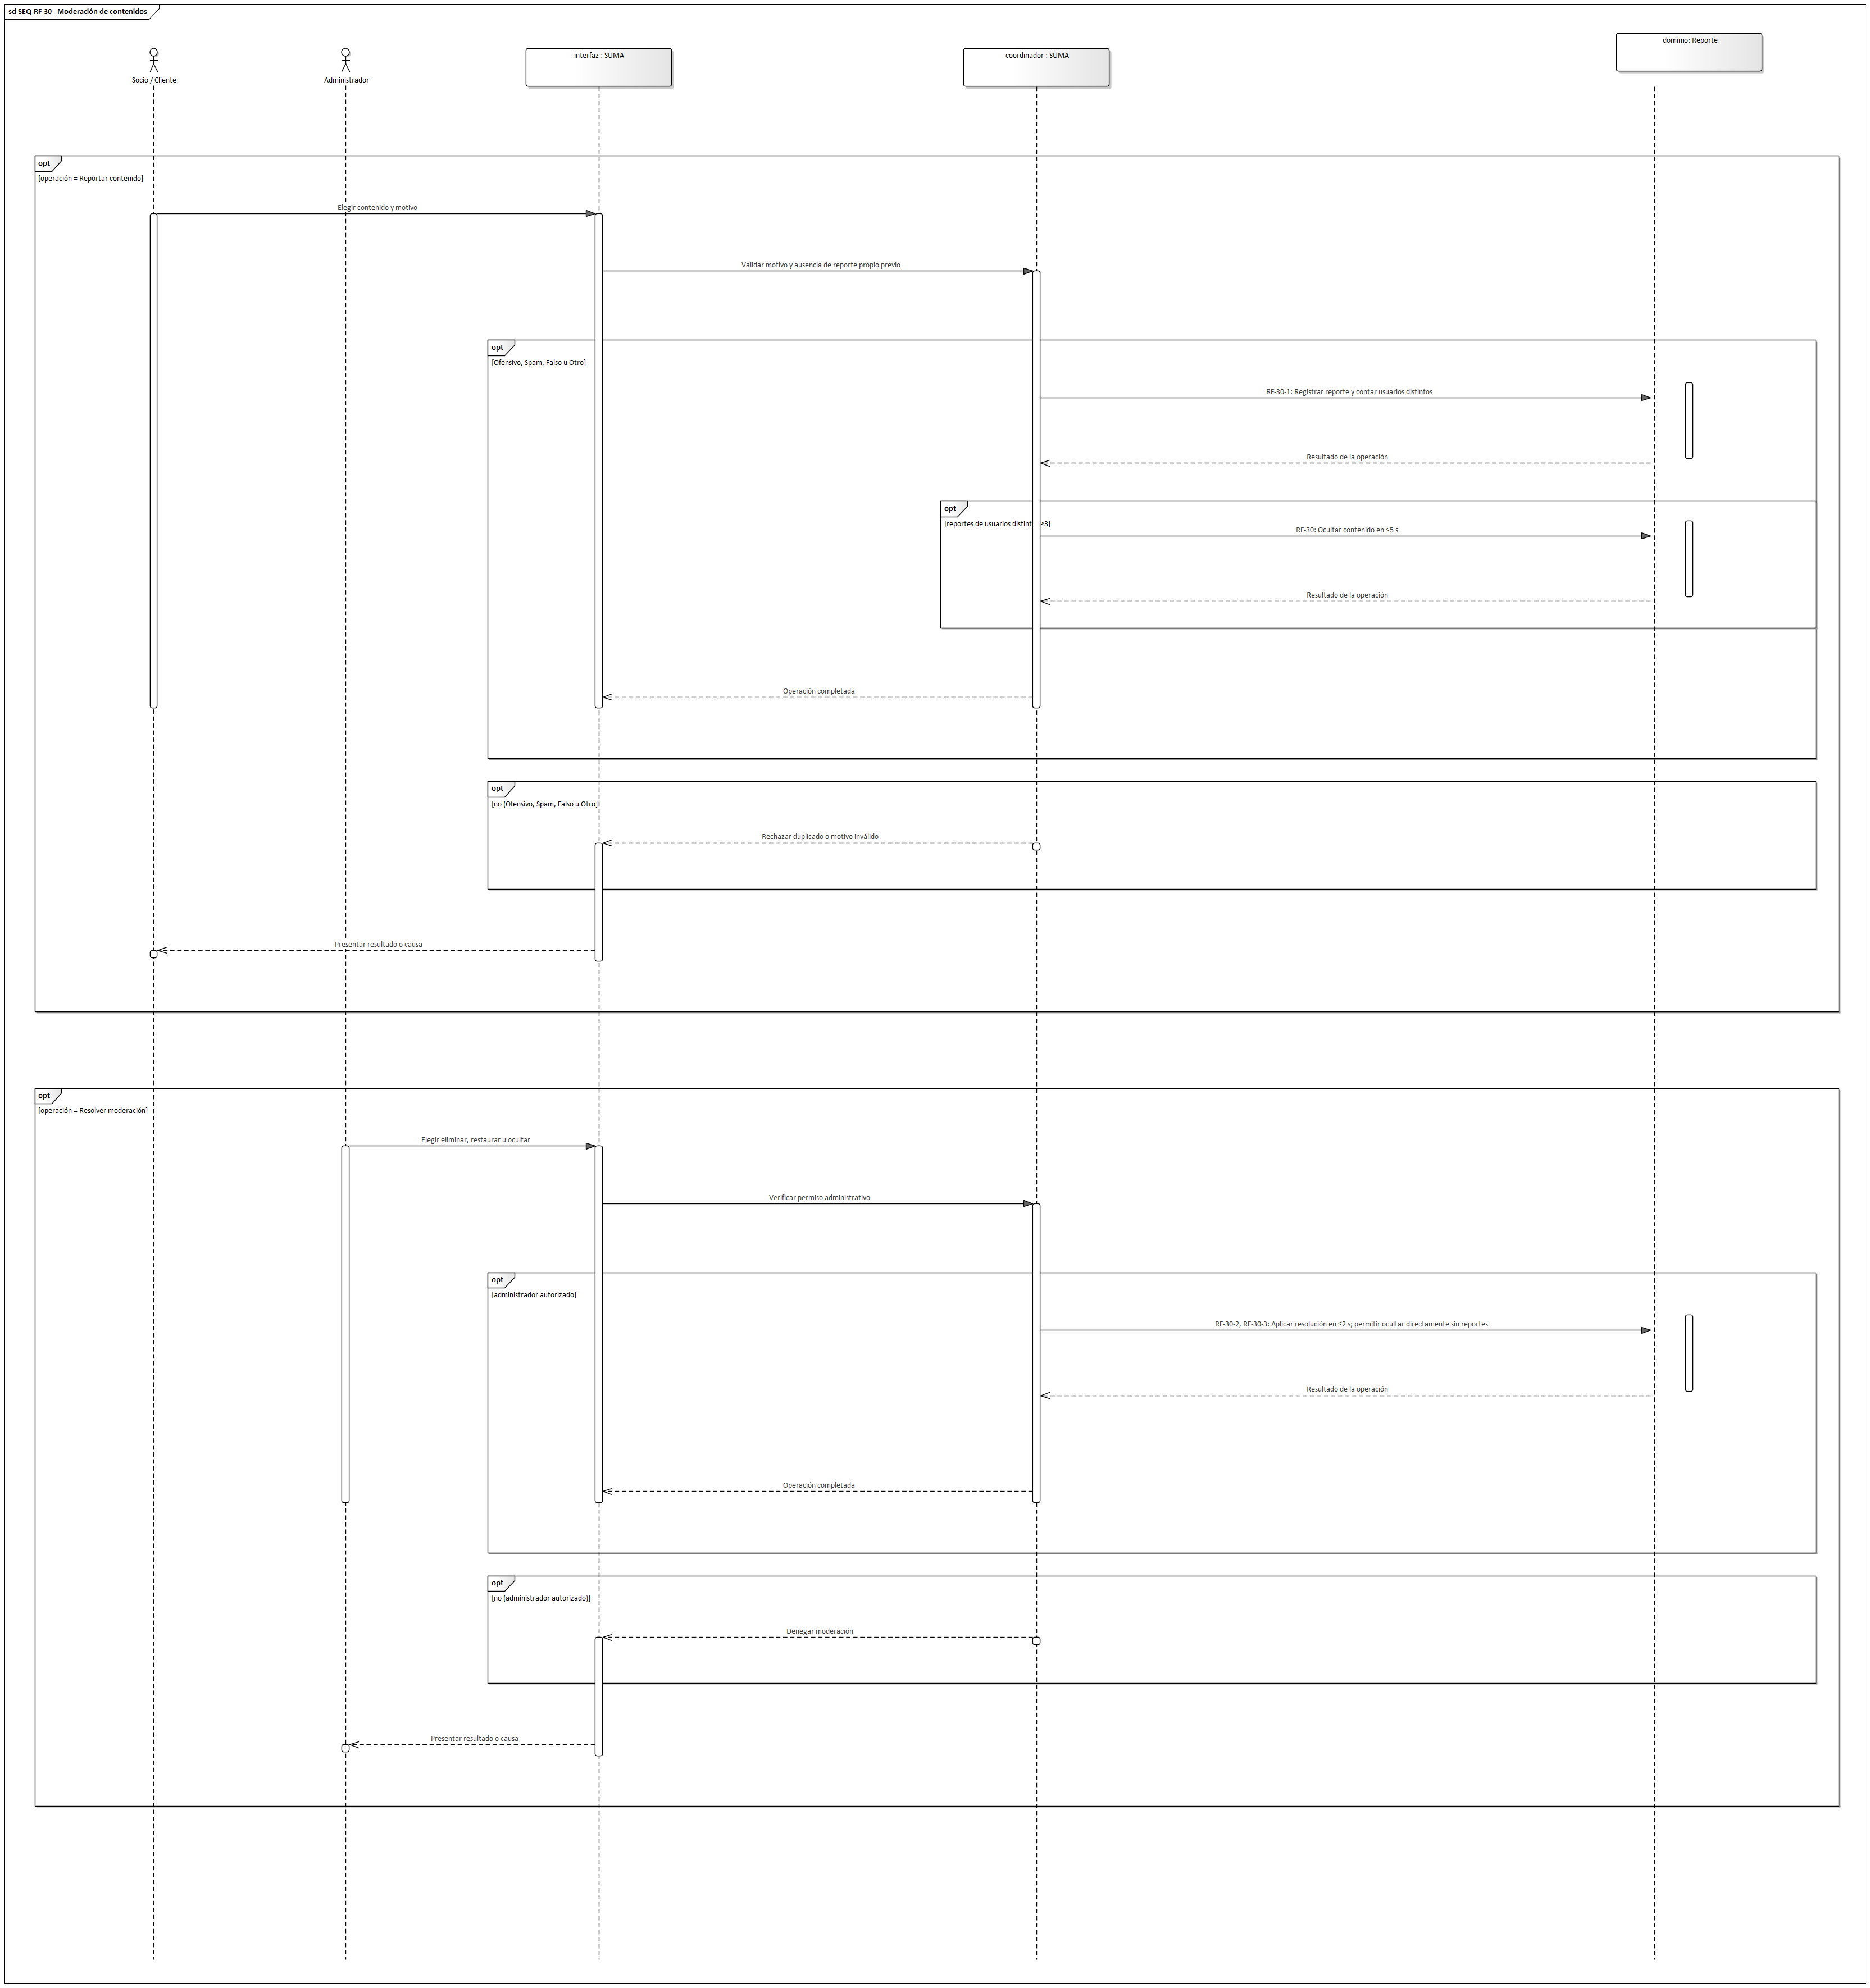 sd SEQ-RF-30 - Moderación de contenidos
Socio / Cliente
Administrador
interfaz : SUMA
coordinador : SUMA
dominio: Reporte
opt
[operación = Reportar contenido]
Elegir contenido y motivo
Validar motivo y ausencia de reporte propio previo
opt
[Ofensivo, Spam, Falso u Otro]
RF-30-1: Registrar reporte y contar usuarios distintos
Resultado de la operación
opt
[reportes de usuarios distint ≥3]
RF-30: Ocultar contenido en ≤5 s
Resultado de la operación
Operación completada
opt
[no (Ofensivo, Spam, Falso u Otro)]
Rechazar duplicado o motivo inválido
Presentar resultado o causa
opt
[operación = Resolver moderación]
Elegir eliminar, restaurar u ocultar
Verificar permiso administrativo
opt
[administrador autorizado]
RF-30-2, RF-30-3: Aplicar resolución en ≤2 s; permitir ocultar directamente sin reportes
Resultado de la operación
Operación completada
opt
[no (administrador autorizado)]
Denegar moderación
Presentar resultado o causa